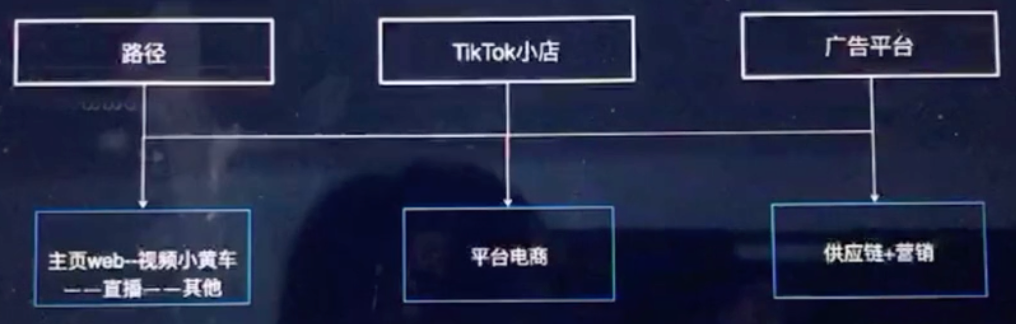 路径
TikTok小店
广告平台
主页web--视频小黄车
——直播——其他
平台电商
供应链+营销